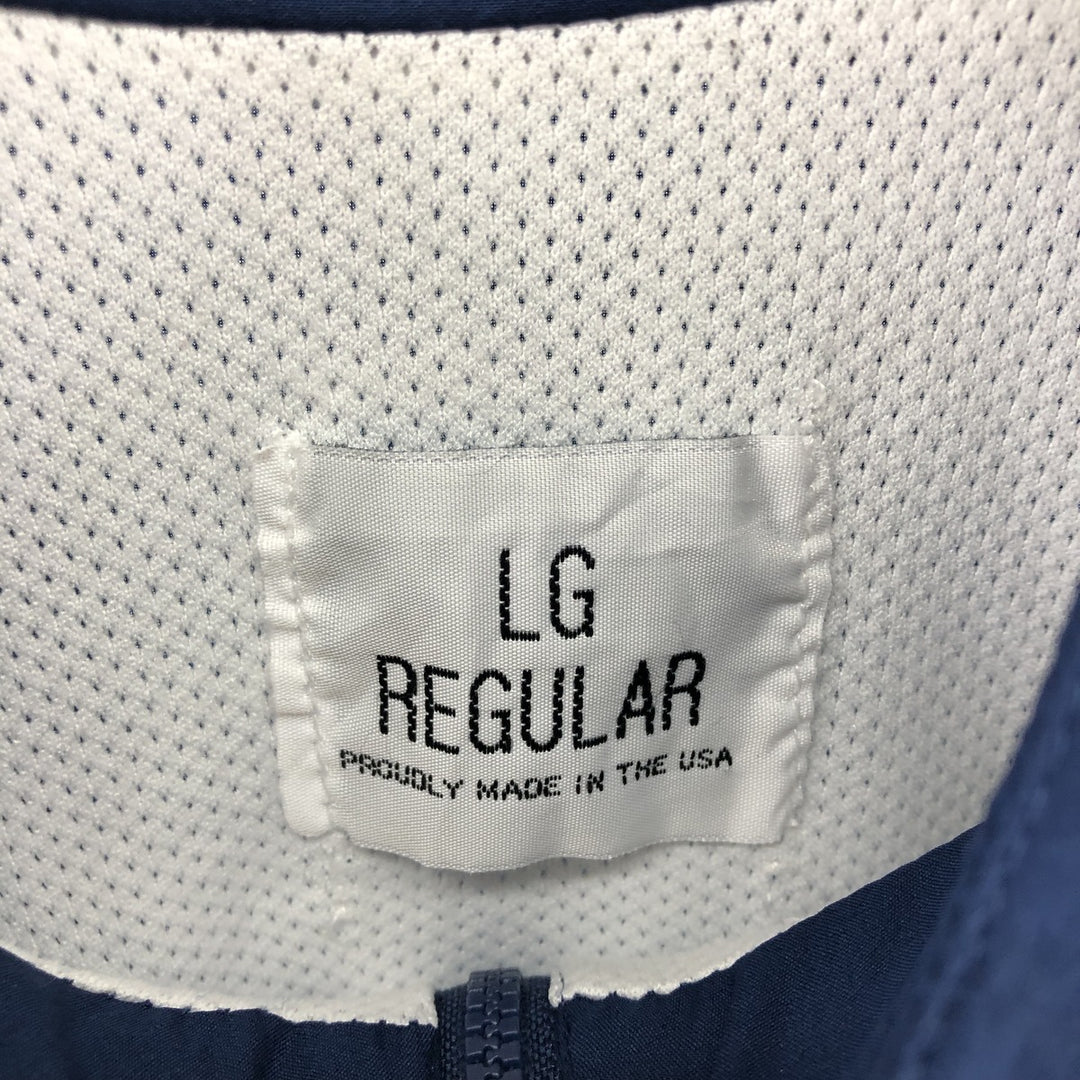 LG
REGULAR
PROUDLY MADE IN THE USA